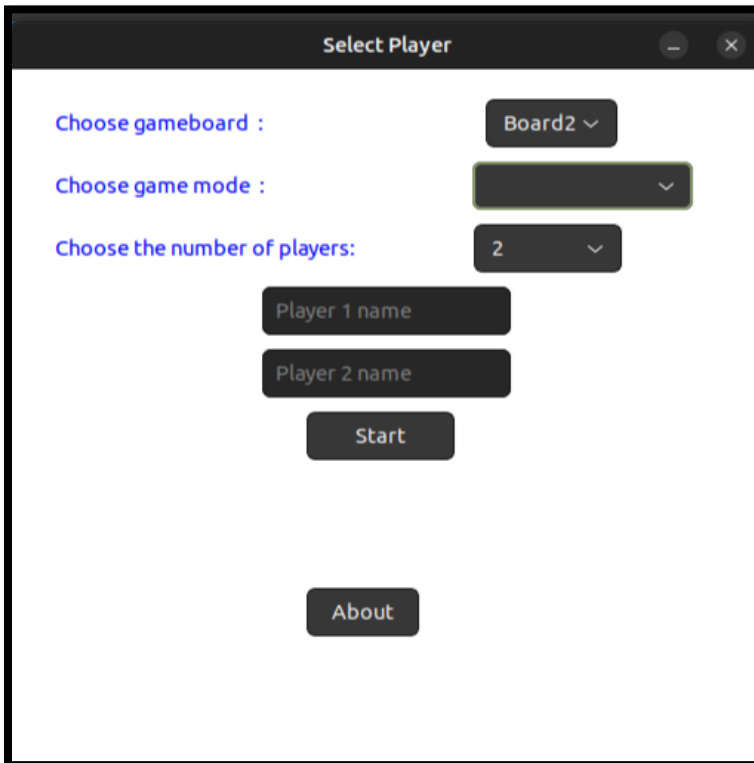 Select Player
Choose gameboard : Board2
Choose game mode :
Choose the number of players: 2
Player 1 name
Player 2 name
Start
About